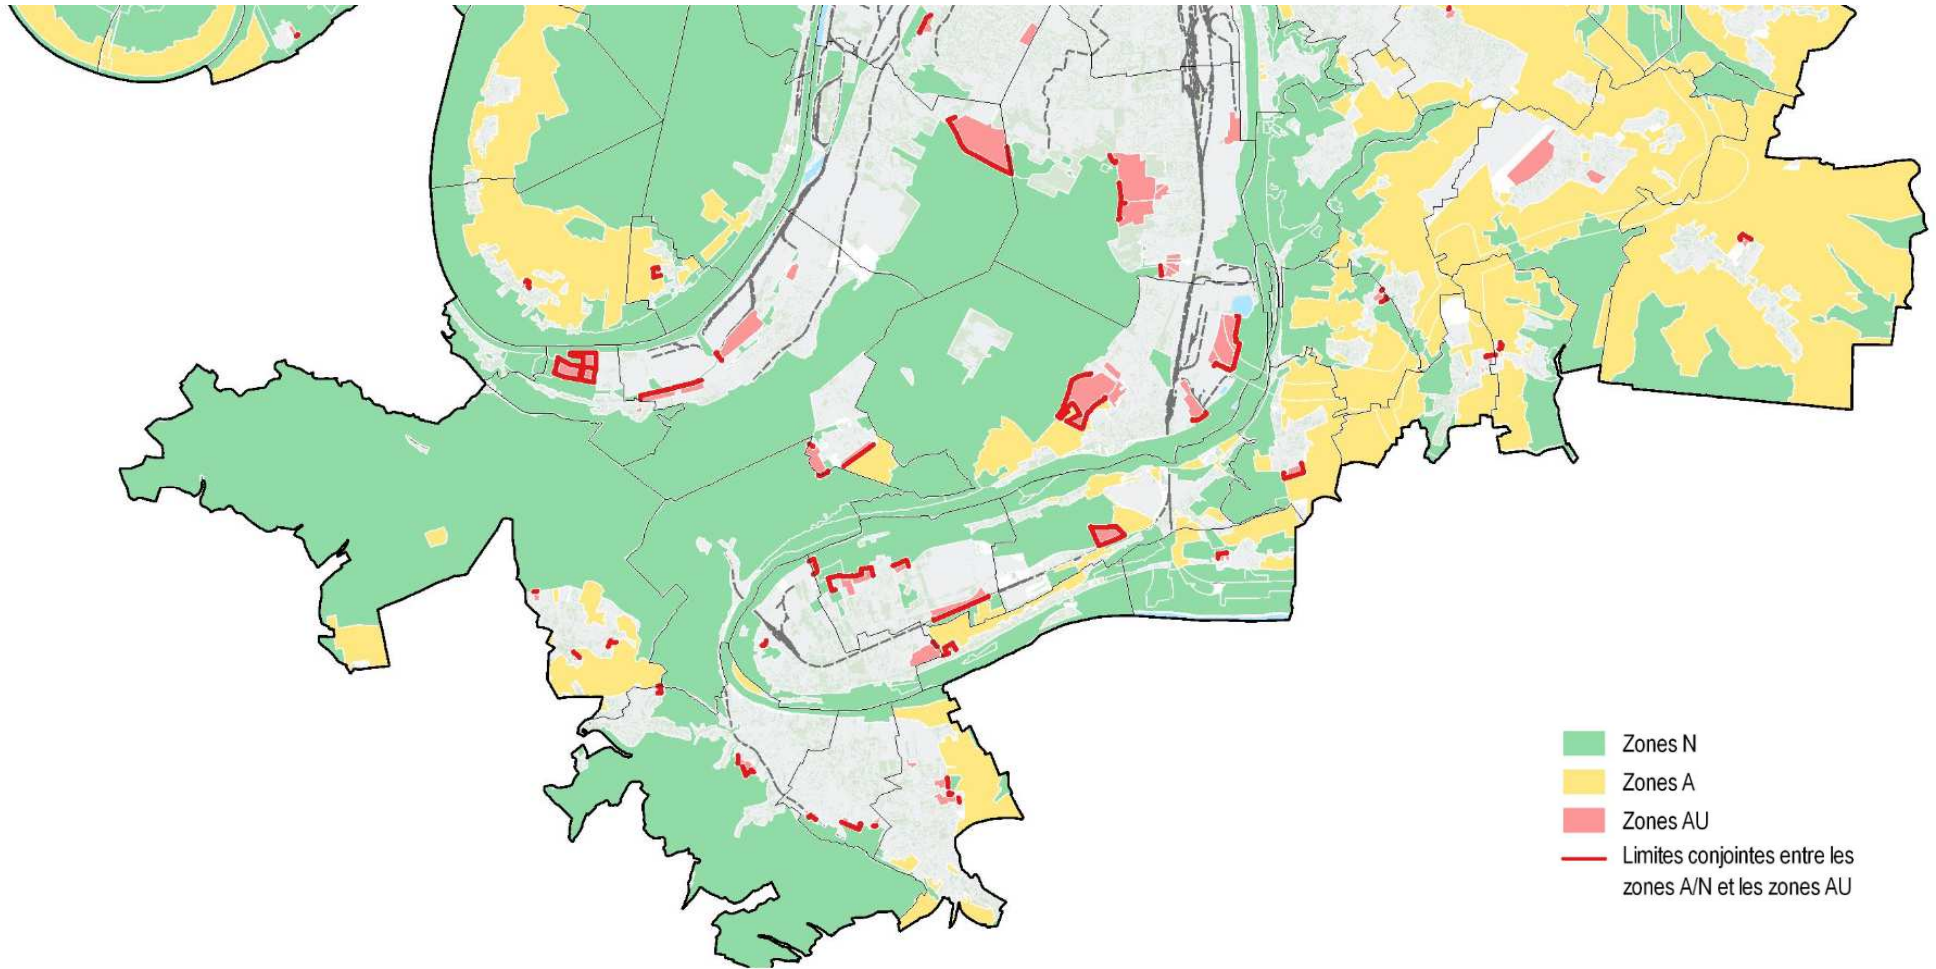 Zones N
Zones A
Zones AU
Limites conjointes entre les
zones A/N et les zones AU